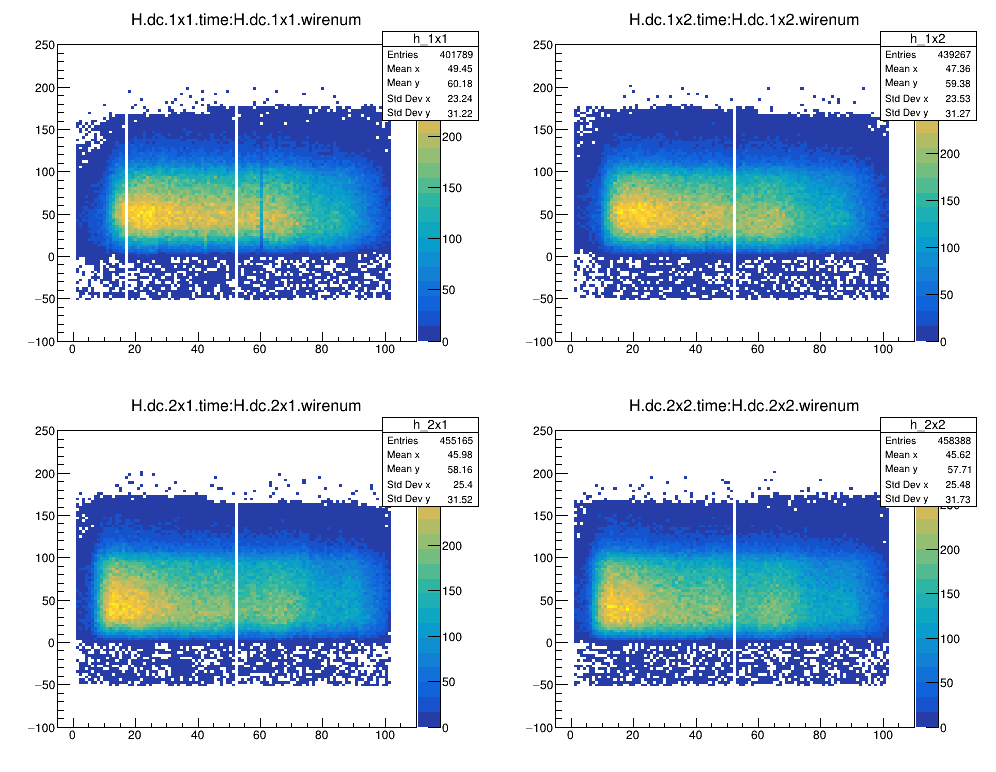 H.dc.1x1.time:H.dc.1x1.wirenum
h_1x1
Entries 401789
Mean x 49.45
Mean y 60.18
Std Dev x 23.24
Std Dev y 31.22
250
200
150
100
50
0
−50
−100
0 20 40 60 80 100
200
150
100
50
0
H.dc.1x2.time:H.dc.1x2.wirenum
h_1x2
Entries 439267
Mean x 47.36
Mean y 59.38
Std Dev x 23.53
Std Dev y 31.27
250
200
150
100
50
0
−50
−100
0 20 40 60 80 100
200
150
100
50
0
H.dc.2x1.time:H.dc.2x1.wirenum
h_2x1
Entries 455165
Mean x 45.98
Mean y 58.16
Std Dev x 25.4
Std Dev y 31.52
250
200
150
100
50
0
−50
−100
0 20 40 60 80 100
200
150
100
50
0
H.dc.2x2.time:H.dc.2x2.wirenum
h_2x2
Entries 458388
Mean x 45.62
Mean y 57.71
Std Dev x 25.48
Std Dev y 31.73
250
200
150
100
50
0
−50
−100
0 20 40 60 80 100
250
200
150
100
50
0